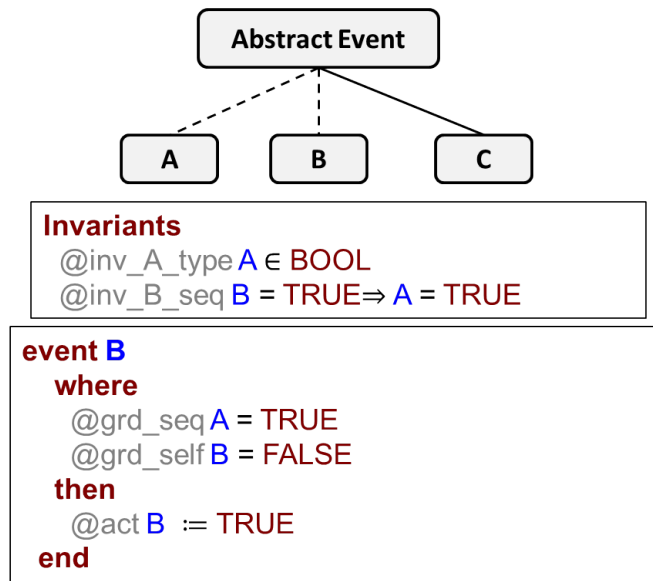 Abstract Event
A B C
Invariants
@inv_A_type A ∈ BOOL
@inv_B_seq B = TRUE⇒ A = TRUE
event B
where
@grd_seq A = TRUE
@grd_self B = FALSE
then
@act B := TRUE
end